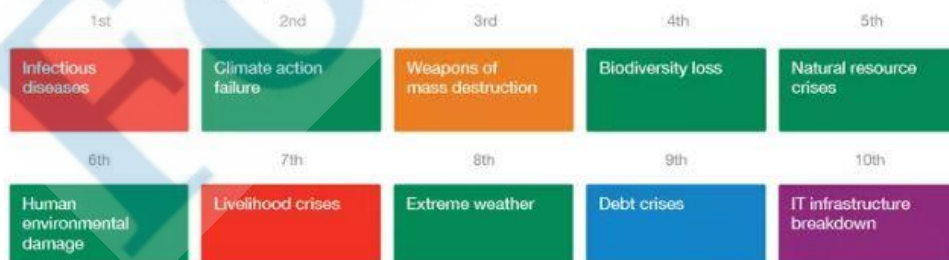 1st 2nd 3rd 4th 5th
Infectious diseases
Climate action failure
Weapons of mass destruction
Biodiversity loss
Natural resource crises
6th 7th 8th 9th 10th
Human environmental damage
Livelihood crises
Extreme weather
Debt crises
IT infrastructure breakdown